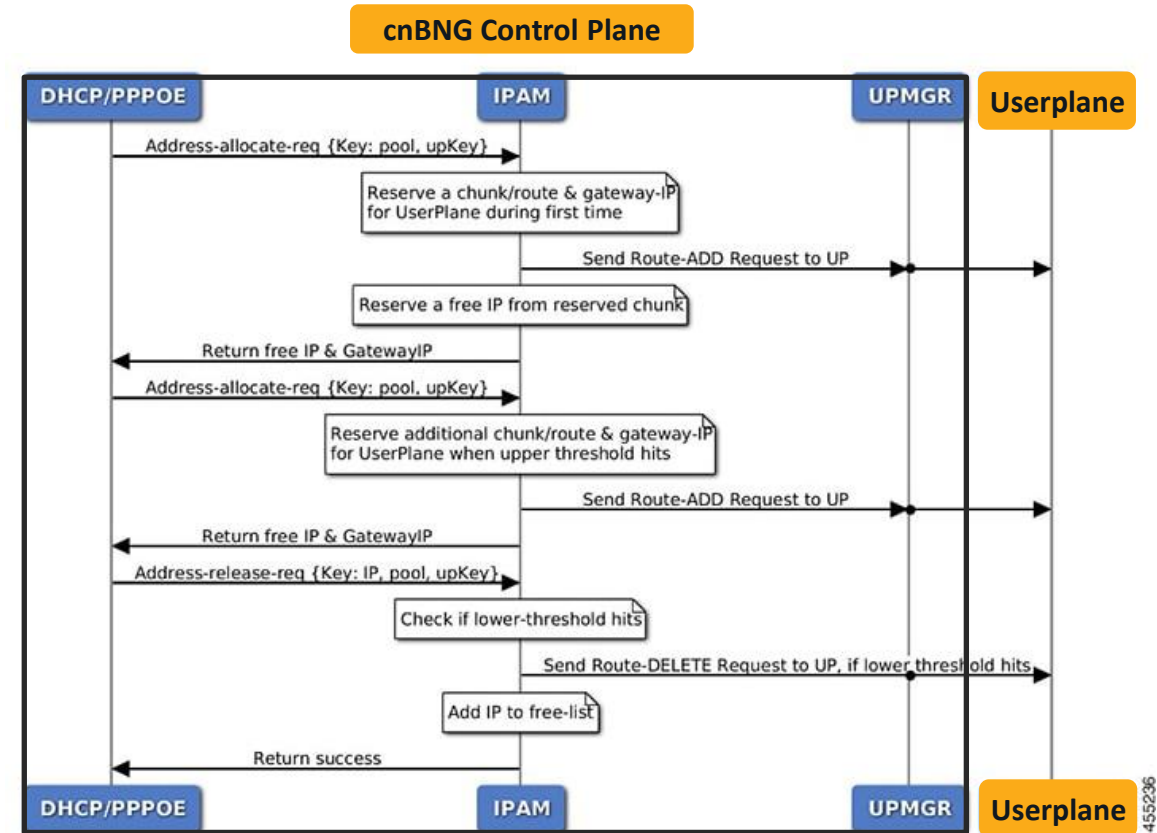 cnBNG Control Plane
DHCP/PPPOE
IPAM
UPMGR
Userplane
Address-allocate-req {Key: pool, upKey}
Reserve a chunk/route & gateway-IP
for UserPlane during first time
Send Route-ADD Request to UP
Reserve a free IP from reserved chunk
Return free IP & GatewayIP
Address-allocate-req {Key: pool, upKey}
Reserve additional chunk/route & gateway-IP
for UserPlane when upper threshold hits
Send Route-ADD Request to UP
Return free IP & GatewayIP
Address-release-req {Key: IP, pool, upKey}
Check if lower-threshold hits
Send Route-DELETE Request to UP, if lower threshold hits
Add IP to free-list
Return success
DHCP/PPPOE
IPAM
UPMGR
Userplane
455236